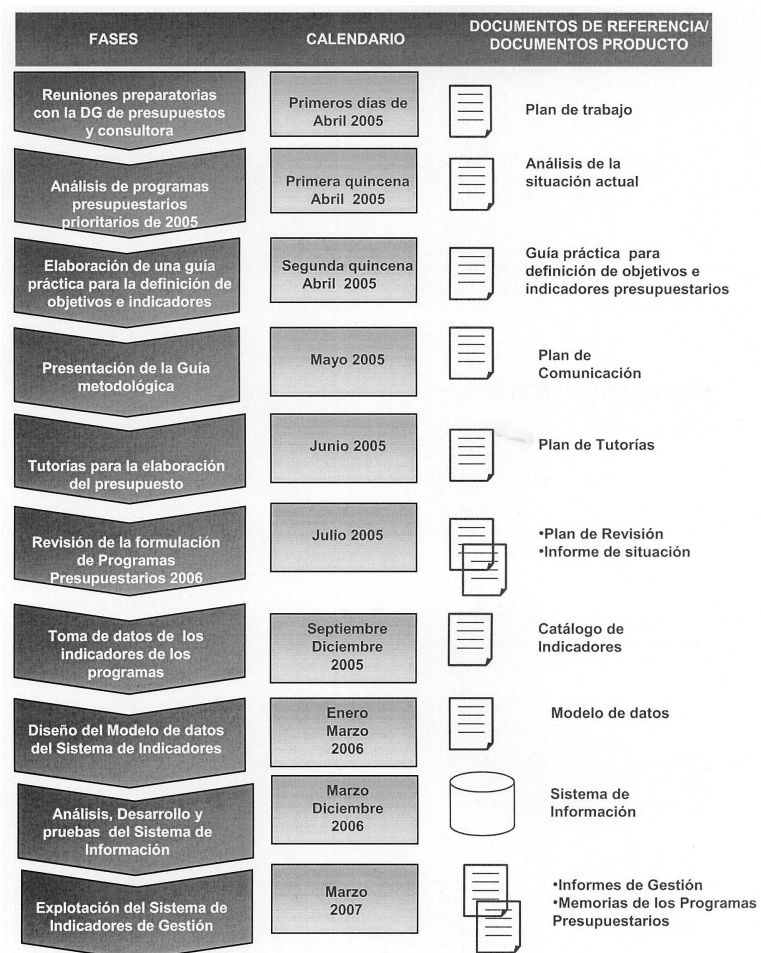 FASES
CALENDARIO
DOCUMENTOS DE REFERENCIA/
DOCUMENTOS PRODUCTO
Reuniones preparatorias
con la DG de presupuestos
y consultora
Primeros días de
Abril 2005
Plan de trabajo
Análisis de programas
presupuestarios
prioritarios de 2005
Primera quincena
Abril 2005
Análisis de la
situación actual
Elaboración de una guía
práctica para la definición de
objetivos e indicadores
Segunda quincena
Abril 2005
Guía práctica para
definición de objetivos e
indicadores presupuestarios
Presentación de la Guía
metodológica
Mayo 2005
Plan de
Comunicación
Tutorías para la elaboración
del presupuesto
Junio 2005
Plan de Tutorías
Revisión de la formulación
de Programas
Presupuestarios 2006
Julio 2005
•Plan de Revisión
•Informe de situación
Toma de datos de los
indicadores de los
programas
Septiembre
Diciembre
2005
Catálogo de
Indicadores
Diseño del Modelo de datos
del Sistema de Indicadores
Enero
Marzo
2006
Modelo de datos
Análisis, Desarrollo y
pruebas del Sistema de
Información
Marzo
Diciembre
2006
Sistema de
Información
Explotación del Sistema de
Indicadores de Gestión
Marzo
2007
•Informes de Gestión
•Memorias de los Programas
Presupuestarios